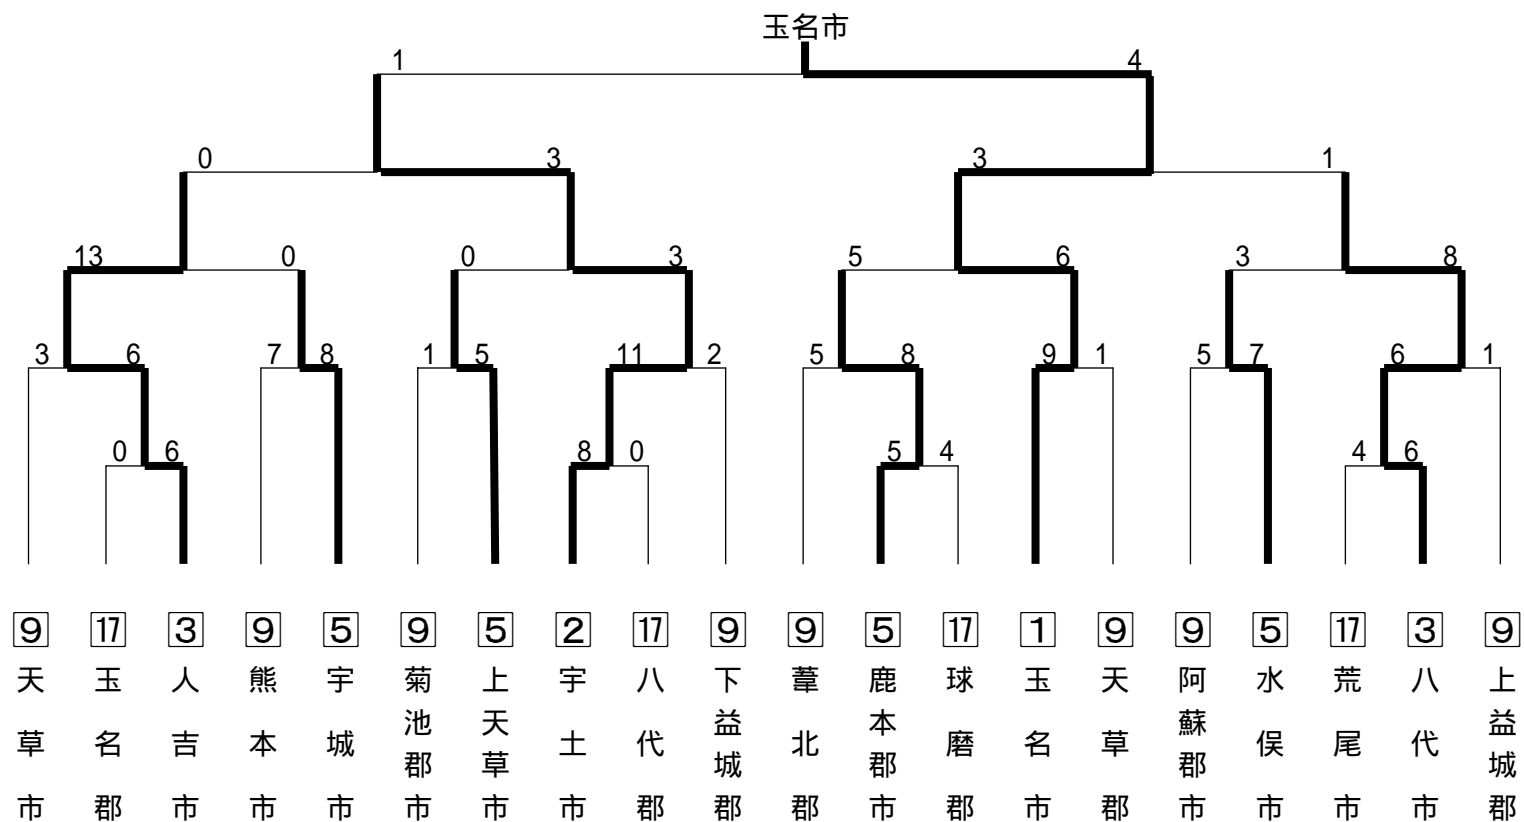 玉名市
1 4
0 3 3 1
13 0 0 3 5 6 3 8
3 6 7 8 1 5 11 2 5 8 9 1 5 7 6 1
0 6 8 0 5 4 4 6
9 17 3 9 5 9 5 2 17 9 9 5 17 1 9 9 5 17 3 9
天草市
玉名郡
人吉市
熊本市
宇城市
菊池郡市
上天草市
宇土市
八代郡
下益城郡
葦北郡
鹿本郡市
球磨郡
玉名市
天草郡
阿蘇郡市
水俣市
荒尾市
八代市
上益城郡